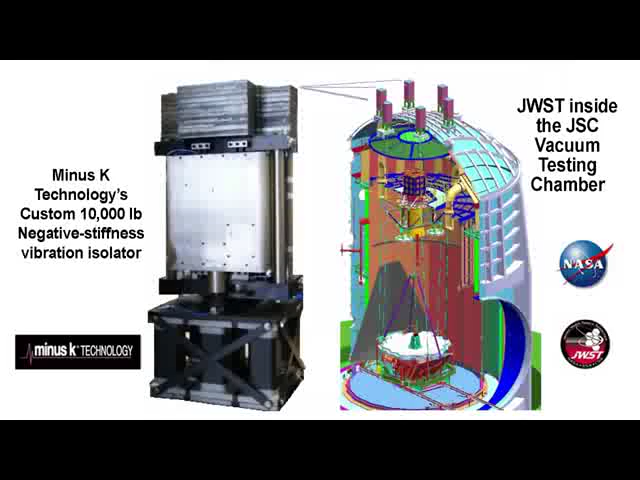 Minus K
Technology's
Custom 10,000 lb
Negative-stiffness
vibration isolator
minus k® TECHNOLOGY
JWST inside
the JSC
Vacuum
Testing
Chamber
NASA
JWST